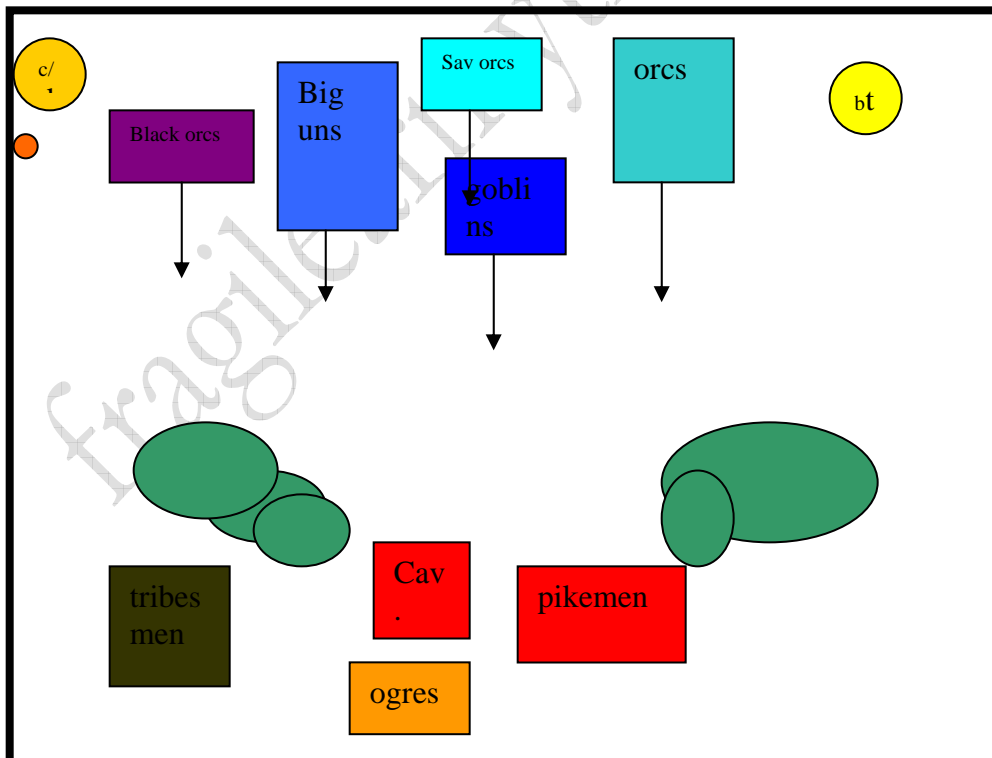 c/
Black orcs
Big
uns
Sav orcs
gobli
ns
orcs
bt
tribes
men
Cav
.
pikemen
ogres